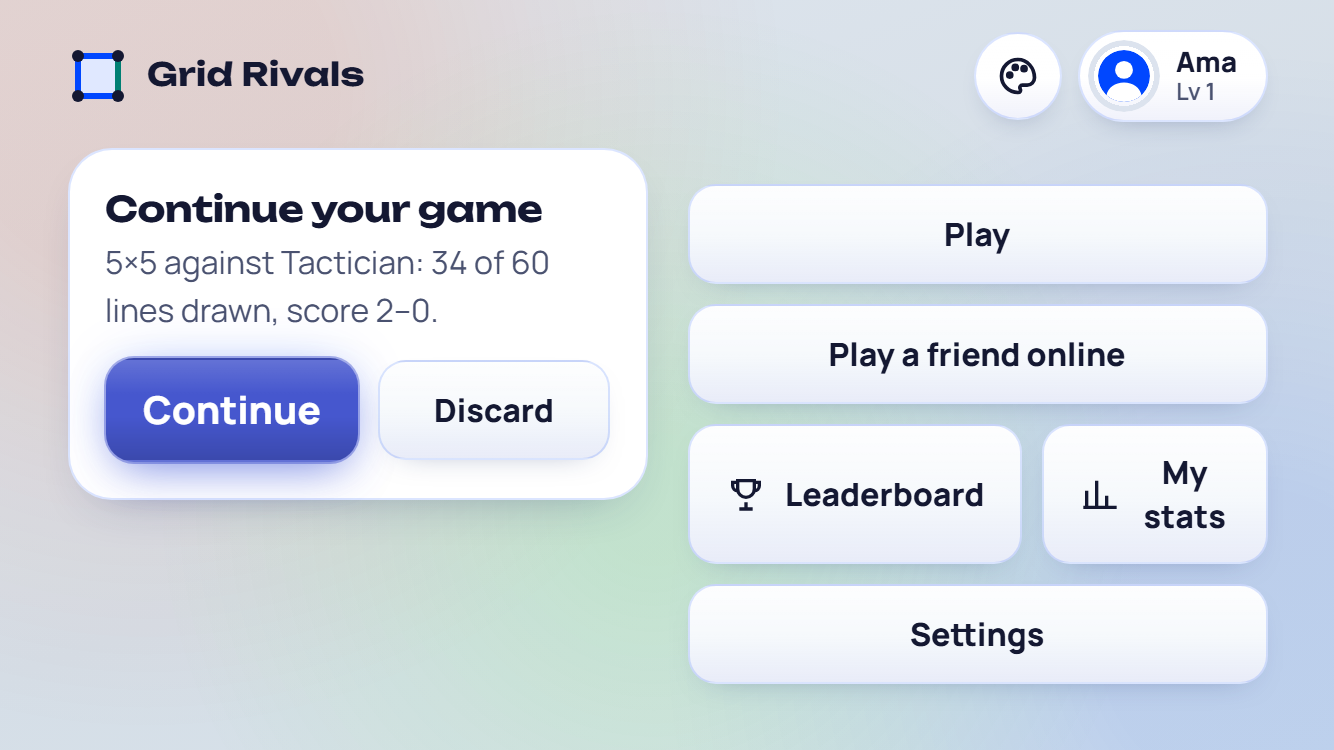 Grid Rivals
Ama
Lv 1
Continue your game
5×5 against Tactician: 34 of 60
lines drawn, score 2–0.
Continue
Discard
Play
Play a friend online
Leaderboard
My
stats
Settings